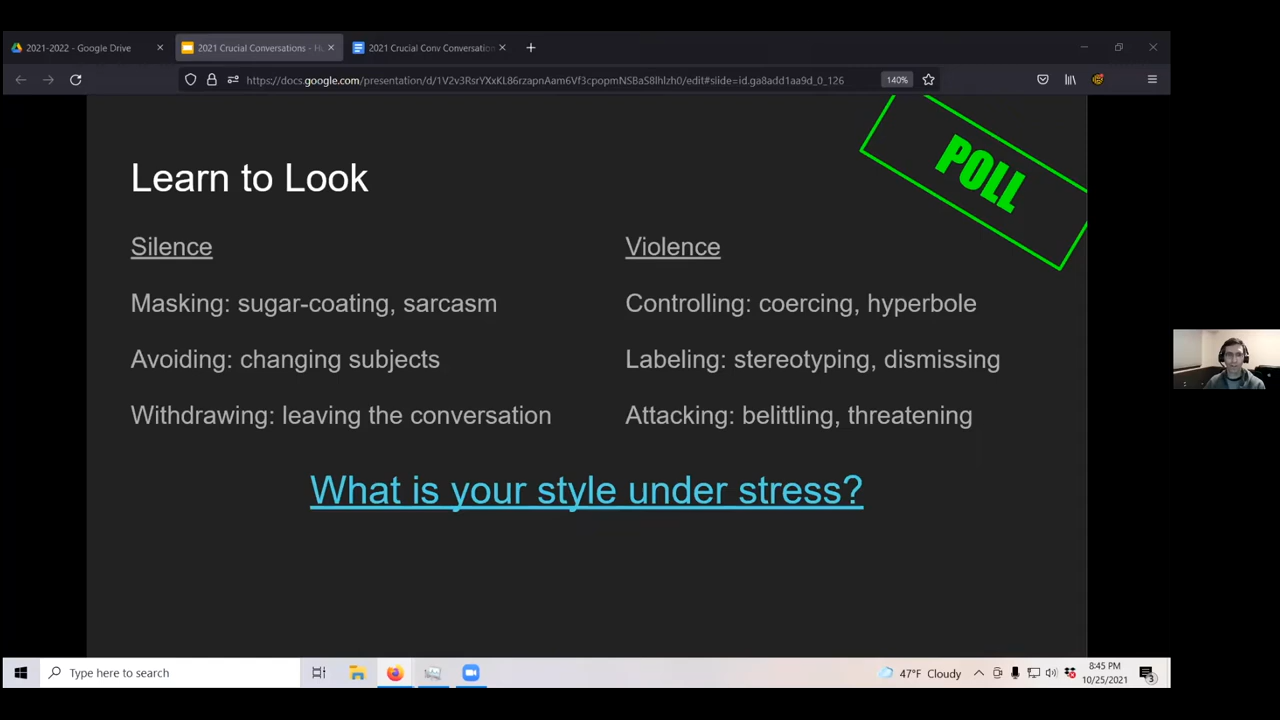 2021-2022 - Google Drive
2021 Crucial Conversations - Hu
2021 Crucial Conv Conversation
https://docs.google.com/presentation/d/1V2v3RsrYXxKL86rzapnAam6Vf3cpopmNSBaS8lhlzh0/edit#slide=id.ga8add1aa9d_0_126
140%
POLL
Learn to Look
Silence
Violence
Masking: sugar-coating, sarcasm
Controlling: coercing, hyperbole
Avoiding: changing subjects
Labeling: stereotyping, dismissing
Withdrawing: leaving the conversation
Attacking: belittling, threatening
What is your style under stress?
Type here to search
47°F Cloudy
8:45 PM
10/25/2021
3